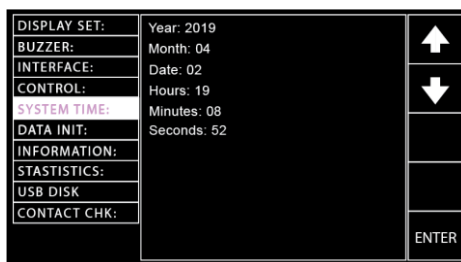 DISPLAY SET:
BUZZER:
INTERFACE:
CONTROL:
SYSTEM TIME:
DATA INIT:
INFORMATION:
STASTISTICS:
USB DISK
CONTACT CHK:
Year: 2019
Month: 04
Date: 02
Hours: 19
Minutes: 08
Seconds: 52
ENTER